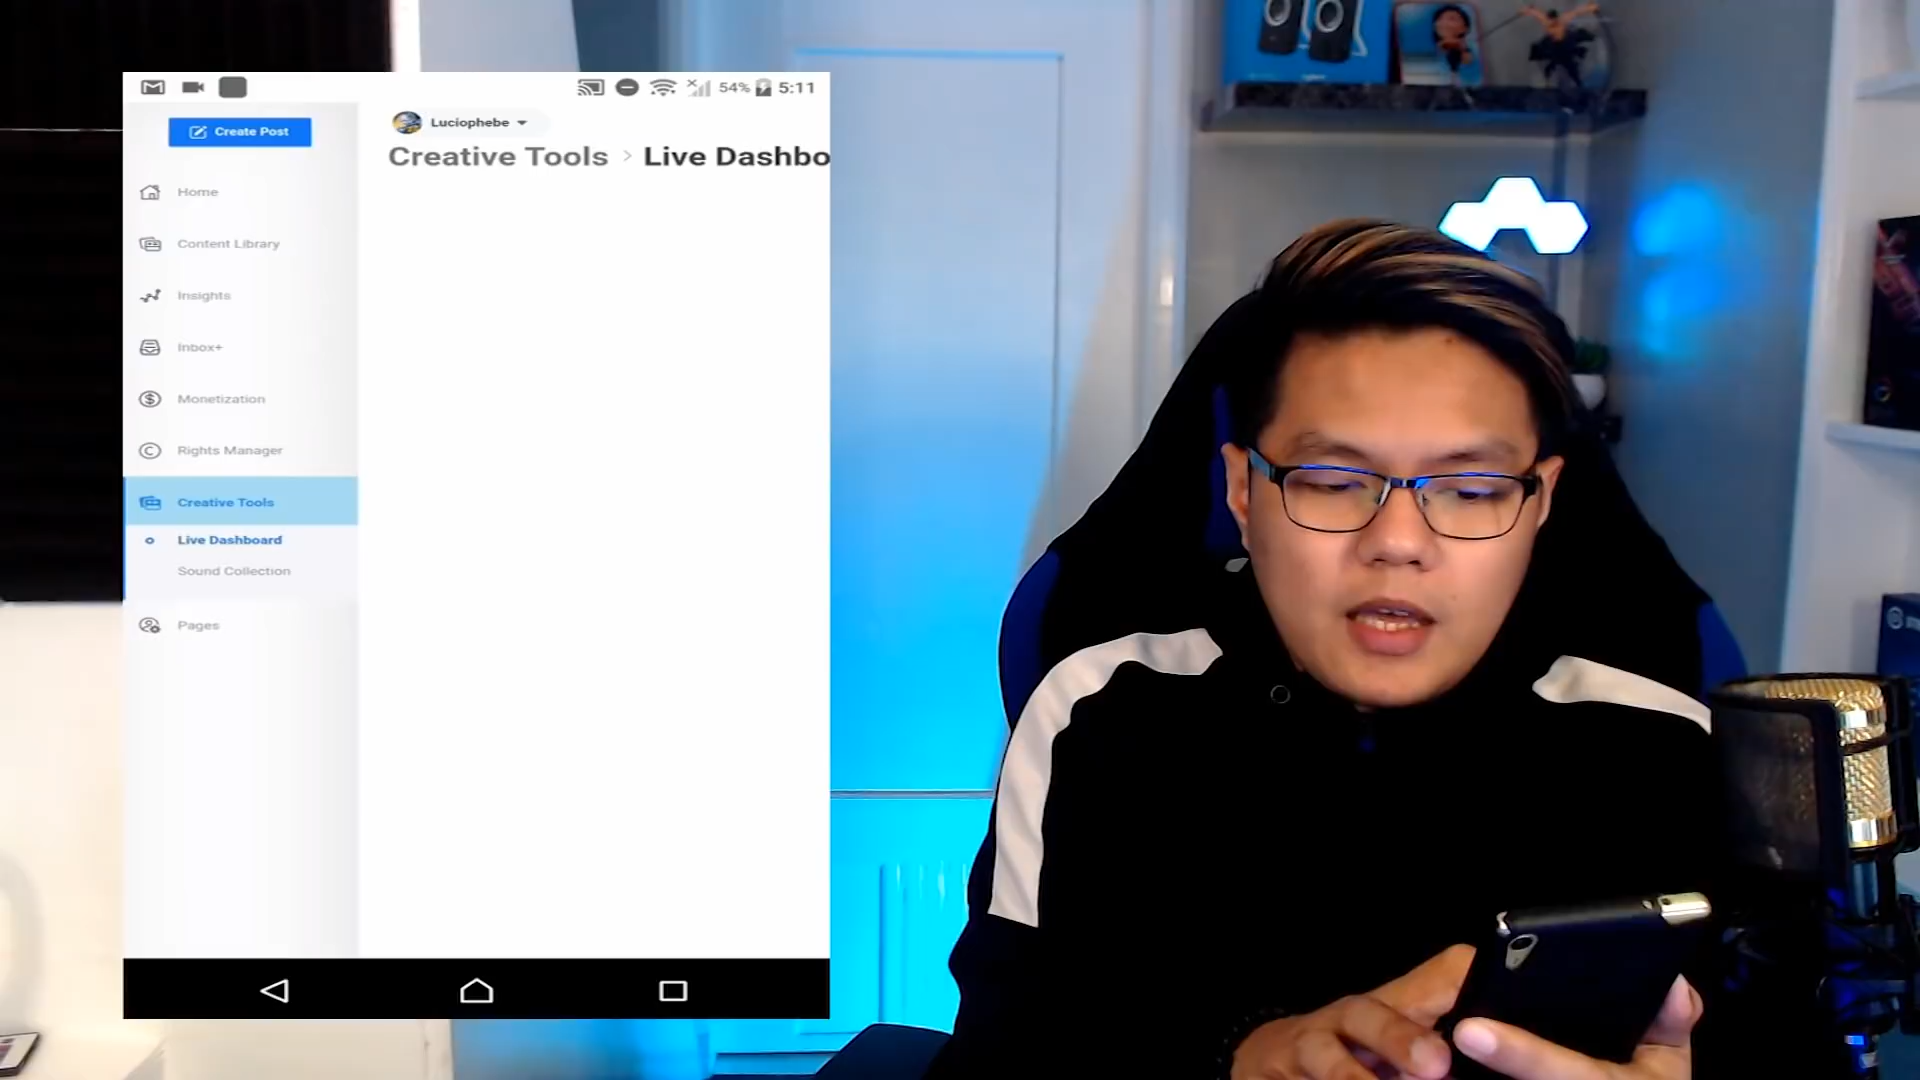 54% 5:11
Create Post
Luciophebe
Creative Tools > Live Dashbo
Home
Content Library
Insights
Inbox+
Monetization
Rights Manager
Creative Tools
Live Dashboard
Sound Collection
Pages